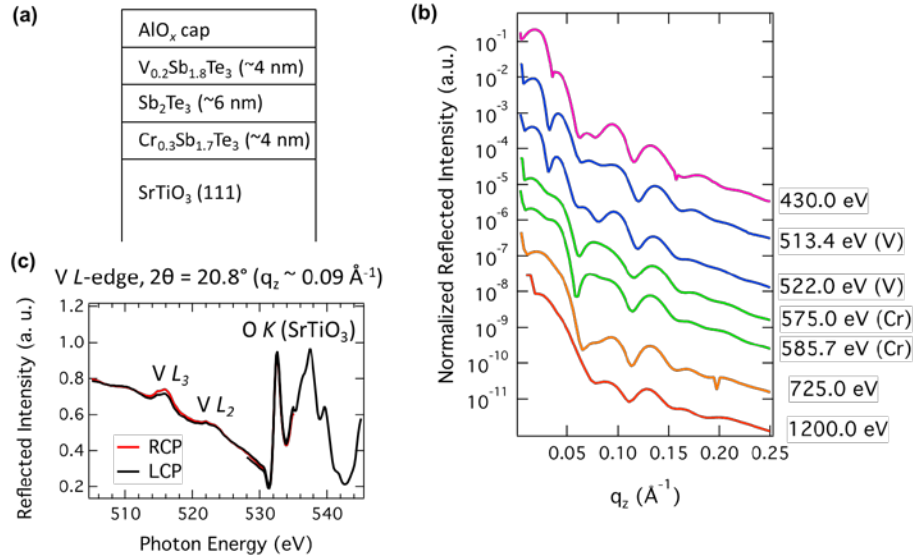 (a)
AlOₓ cap
V₀.₂Sb₁.₈Te₃ (~4 nm)
Sb₂Te₃ (~6 nm)
Cr₀.₃Sb₁.₇Te₃ (~4 nm)
SrTiO₃ (111)
(b)
Normalized Reflected Intensity (a.u.)
10⁻¹
10⁻²
10⁻³
10⁻⁴
10⁻⁵
10⁻⁶
10⁻⁷
10⁻⁸
10⁻⁹
10⁻¹⁰
10⁻¹¹
0.05
0.10
0.15
0.20
0.25
q_z (Å⁻¹)
430.0 eV
513.4 eV (V)
522.0 eV (V)
575.0 eV (Cr)
585.7 eV (Cr)
725.0 eV
1200.0 eV
(c)
V L-edge, 2θ = 20.8° (q_z ~ 0.09 Å⁻¹)
Reflected Intensity (a. u.)
1.2
1.0
0.8
0.6
0.4
0.2
O K (SrTiO₃)
V L₃
V L₂
RCP
LCP
510
520
530
540
Photon Energy (eV)